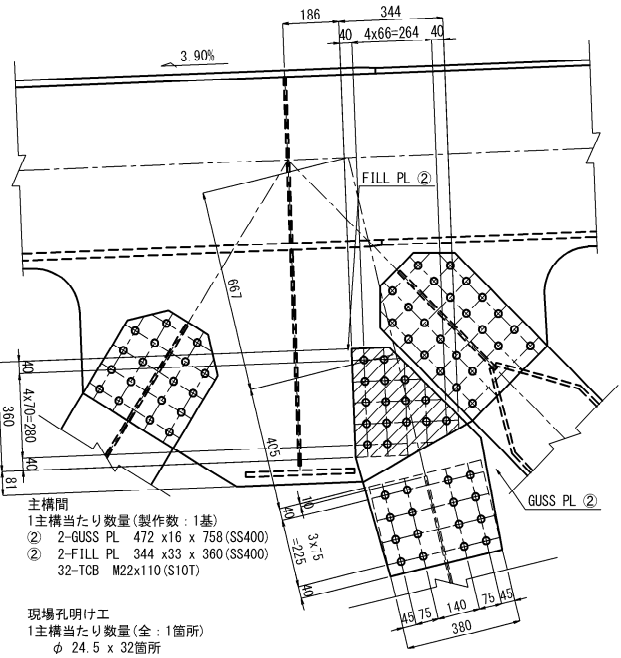 186
344
40
4x66=264
40
3.90%
FILL PL ②
667
40
4x70=280
360
40
81
405
10
40
3x75
=225
40
GUSS PL ②
45
75
140
75
45
380
主構間
1主構当たり数量(製作数：1基)
② 2-GUSS PL 472 x16 x 758(SS400)
② 2-FILL PL 344 x33 x 360(SS400)
32-TCB M22x110(S10T)
現場孔明け工
1主構当たり数量(全：1箇所)
φ 24.5 x 32箇所